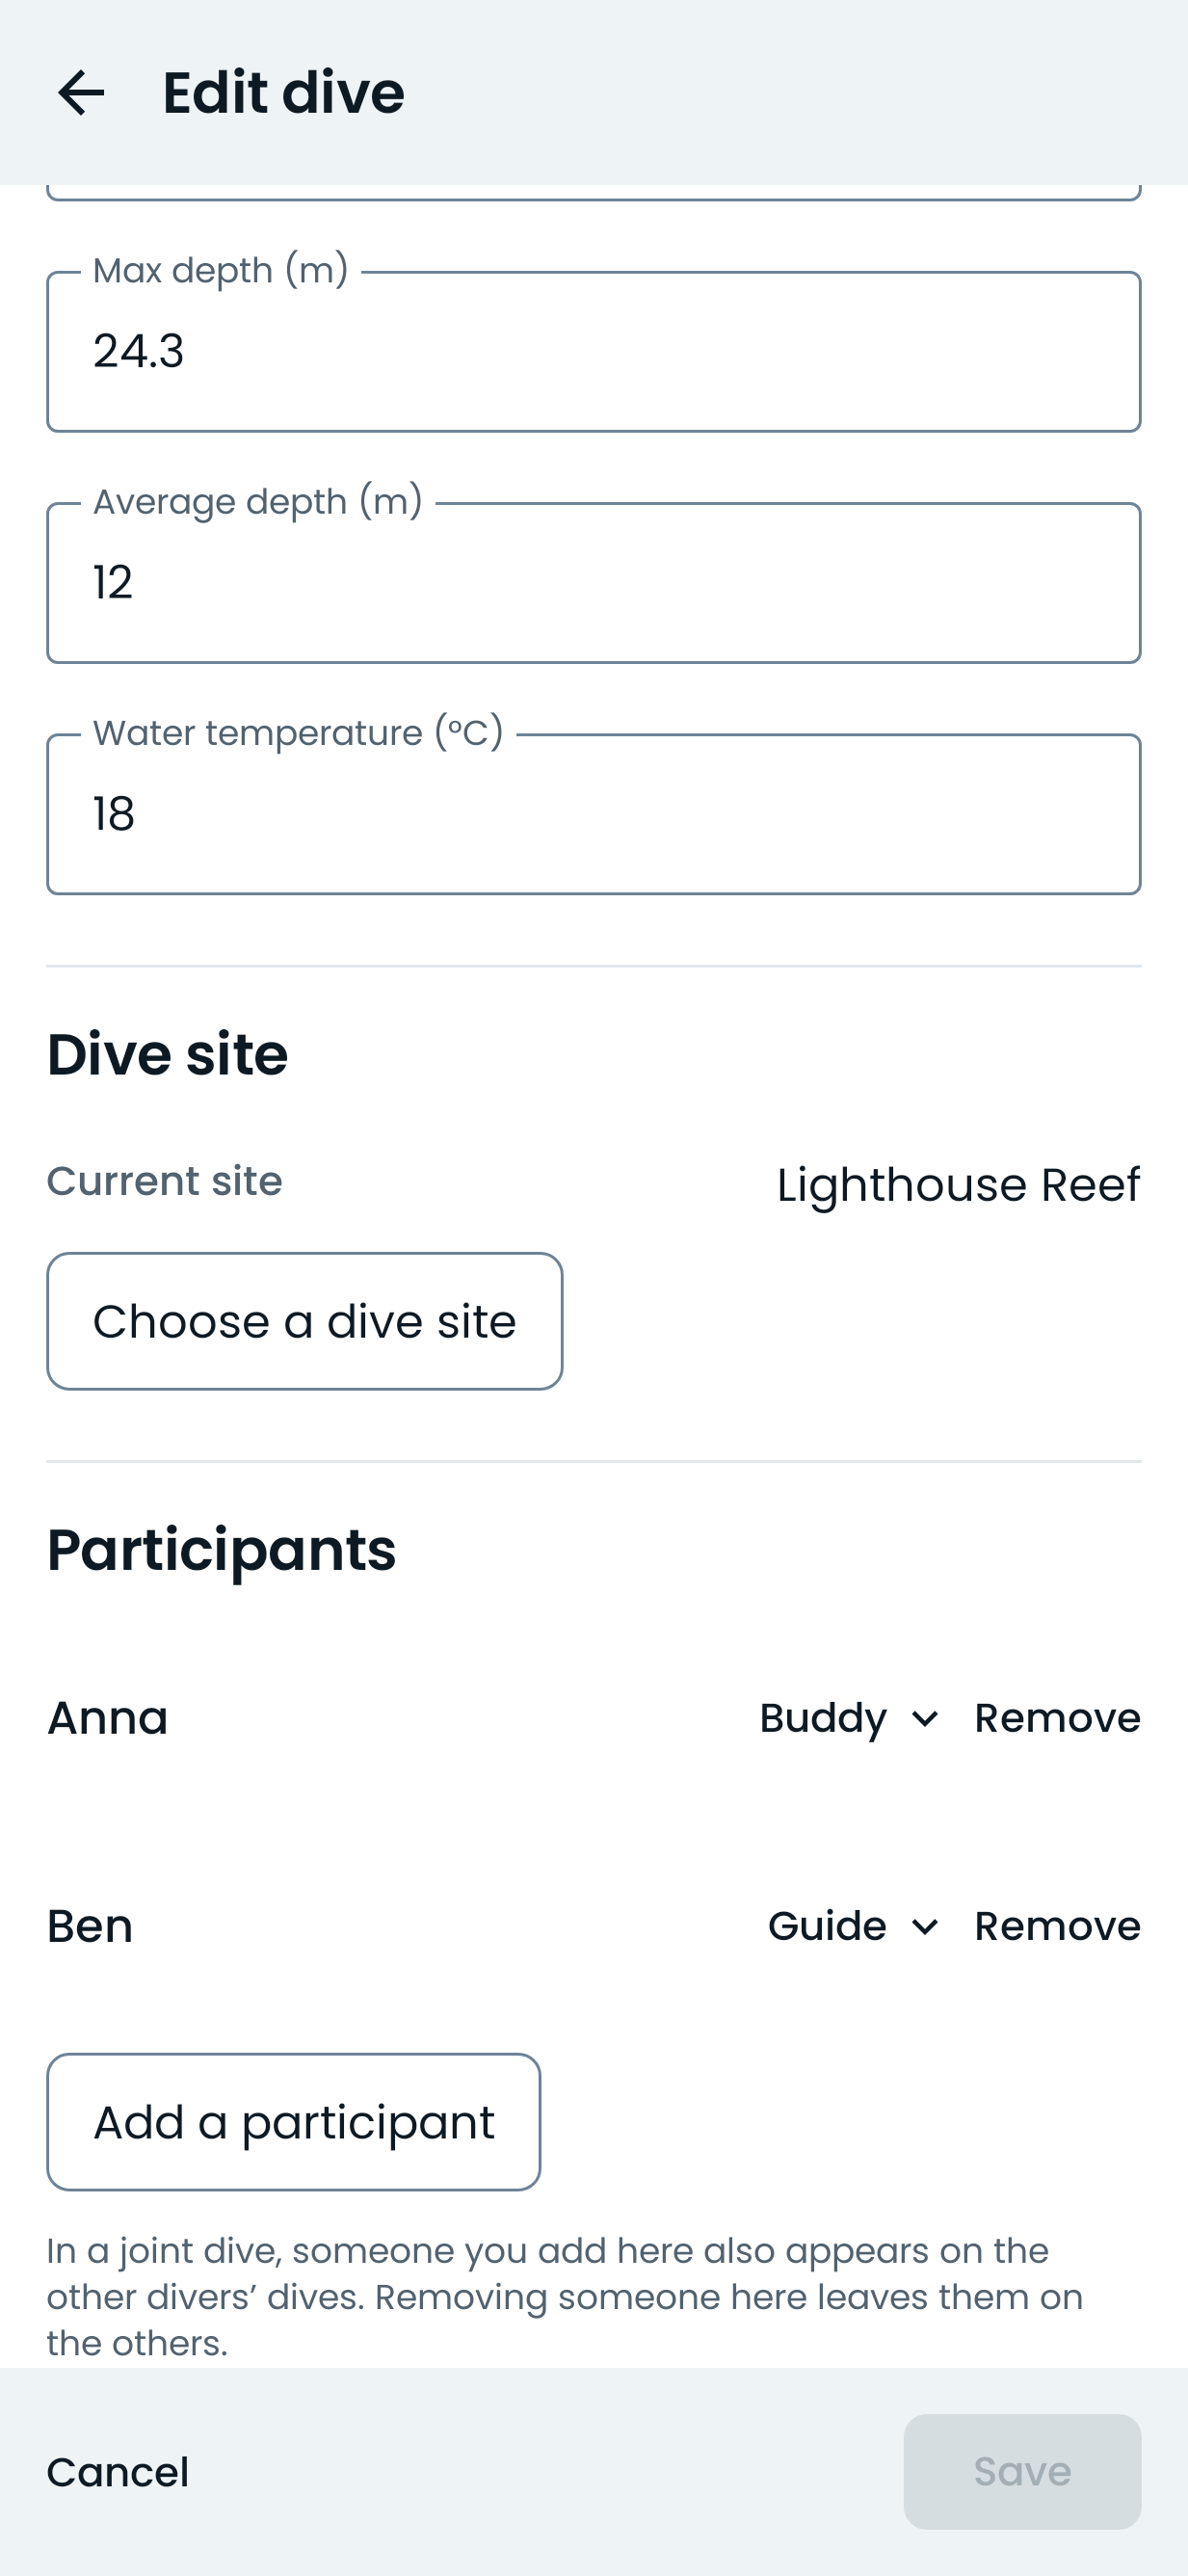 Edit dive
Max depth (m)
24.3
Average depth (m)
12
Water temperature (°C)
18
Dive site
Current site Lighthouse Reef
Choose a dive site
Participants
Anna Buddy Remove
Ben Guide Remove
Add a participant
In a joint dive, someone you add here also appears on the
other divers’ dives. Removing someone here leaves them on
the others.
Cancel Save